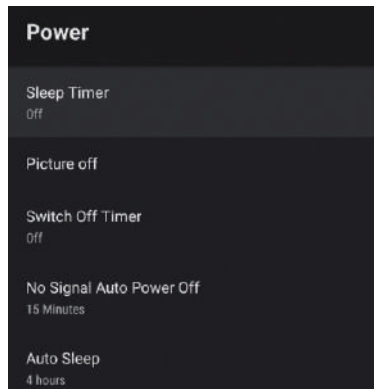 Power
Sleep Timer
Off
Picture off
Switch Off Timer
Off
No Signal Auto Power Off
15 Minutes
Auto Sleep
4 hours